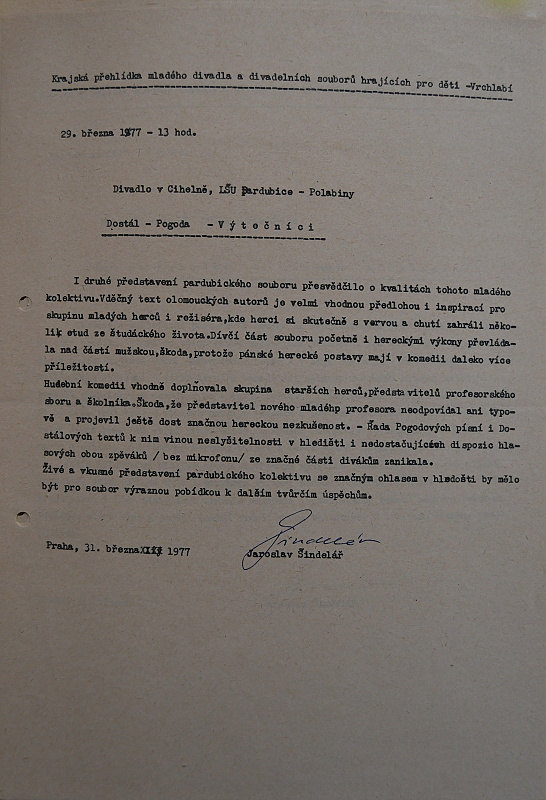 Krajská přehlídka mladého divadla a divadelních souborů hrajících pro děti -Vrchlabí
29. března 1977 - 13 hod.
Divadlo v Cihelně, LŠU Pardubice - Polabiny
Dostál - Pogoda - V ý t e č n í c i
I druhé představení pardubického souboru přesvědčilo o kvalitách tohoto mladého
kolektivu.Vděčný text olomouckých autorů je velmi vhodnou předlohou i inspirací pro
skupinu mladých herců i režiséra,kde herci si skutečně s vervou a chutí zahráli něko-
lik etud ze študáckého života.Dívčí část souboru početně i hereckými výkony převláda-
la nad částí mužskou,škoda,protože pánské herecké postavy mají v komedii daleko více
příležitostí.
Hudební komedii vhodně doplňovala skupina starších herců,představitelů profesorského
sboru a školníka.Škoda,že představitel nového mladéhp profesora neodpovídal ani typo-
vě a projevil ještě dost značnou hereckou nezkušenost. - Řada Pogodových písní i Do-
stálových textů k nim vinou neslyšitelnosti v hledišti i nedostačujících dispozic hla-
sových obou zpěváků / bez mikrofonu/ ze značné části divákům zanikala.
Živé a vkusné představení pardubického kolektivu se značným ohlasem v hledošti by mělo
být pro soubor výraznou pobídkou k dalším tvůrčím úspěchům.
Praha, 31. března 1977
Šindelář
Jaroslav Šindelář